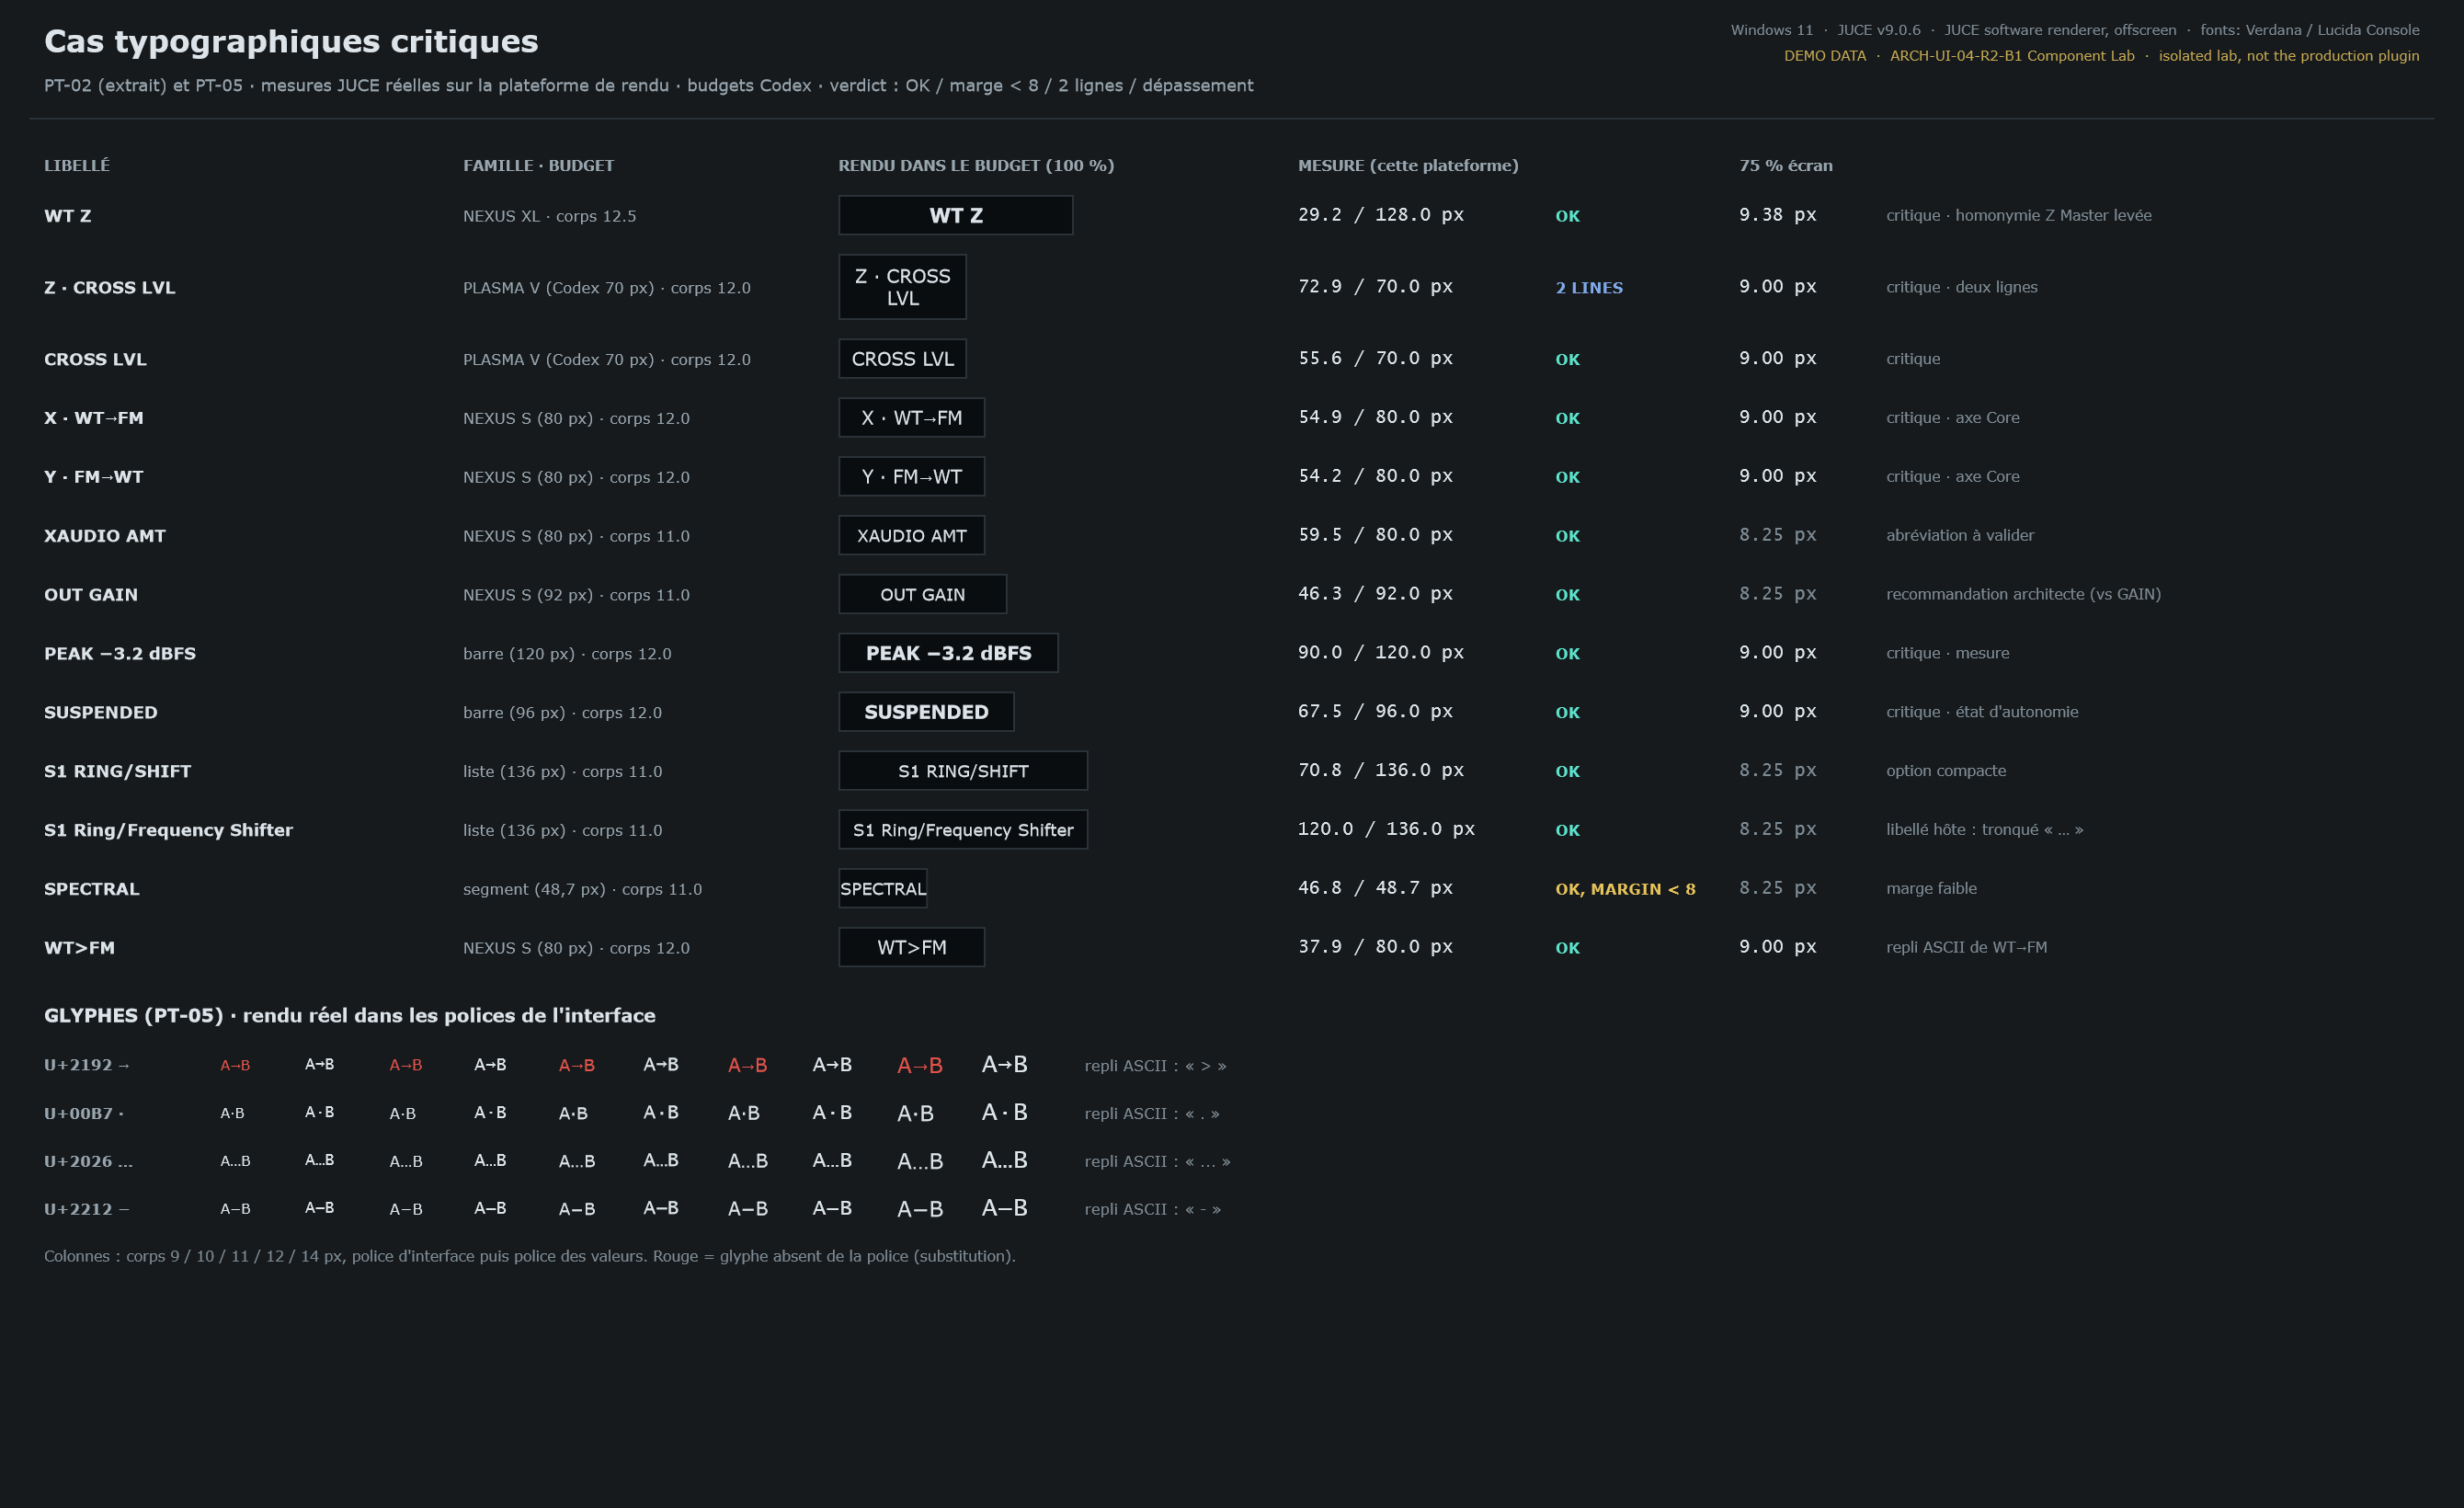 Cas typographiques critiques
Windows 11 · JUCE v9.0.6 · JUCE software renderer, offscreen · fonts: Verdana / Lucida Console
DEMO DATA · ARCH-UI-04-R2-B1 Component Lab · isolated lab, not the production plugin
PT-02 (extrait) et PT-05 · mesures JUCE réelles sur la plateforme de rendu · budgets Codex · verdict : OK / marge < 8 / 2 lignes / dépassement
LIBELLÉ FAMILLE · BUDGET RENDU DANS LE BUDGET (100 %) MESURE (cette plateforme) 75 % écran
WT Z NEXUS XL · corps 12.5 WT Z 29.2 / 128.0 px OK 9.38 px critique · homonymie Z Master levée
Z · CROSS LVL PLASMA V (Codex 70 px) · corps 12.0 Z · CROSS LVL 72.9 / 70.0 px 2 LINES 9.00 px critique · deux lignes
CROSS LVL PLASMA V (Codex 70 px) · corps 12.0 CROSS LVL 55.6 / 70.0 px OK 9.00 px critique
X · WT→FM NEXUS S (80 px) · corps 12.0 X · WT→FM 54.9 / 80.0 px OK 9.00 px critique · axe Core
Y · FM→WT NEXUS S (80 px) · corps 12.0 Y · FM→WT 54.2 / 80.0 px OK 9.00 px critique · axe Core
XAUDIO AMT NEXUS S (80 px) · corps 11.0 XAUDIO AMT 59.5 / 80.0 px OK 8.25 px abréviation à valider
OUT GAIN NEXUS S (92 px) · corps 11.0 OUT GAIN 46.3 / 92.0 px OK 8.25 px recommandation architecte (vs GAIN)
PEAK −3.2 dBFS barre (120 px) · corps 12.0 PEAK −3.2 dBFS 90.0 / 120.0 px OK 9.00 px critique · mesure
SUSPENDED barre (96 px) · corps 12.0 SUSPENDED 67.5 / 96.0 px OK 9.00 px critique · état d'autonomie
S1 RING/SHIFT liste (136 px) · corps 11.0 S1 RING/SHIFT 70.8 / 136.0 px OK 8.25 px option compacte
S1 Ring/Frequency Shifter liste (136 px) · corps 11.0 S1 Ring/Frequency Shifter 120.0 / 136.0 px OK 8.25 px libellé hôte : tronqué « … »
SPECTRAL segment (48,7 px) · corps 11.0 SPECTRAL 46.8 / 48.7 px OK, MARGIN < 8 8.25 px marge faible
WT>FM NEXUS S (80 px) · corps 12.0 WT>FM 37.9 / 80.0 px OK 9.00 px repli ASCII de WT→FM
GLYPHES (PT-05) · rendu réel dans les polices de l'interface
U+2192 → A→B A→B A→B A→B A→B A→B A→B A→B A→B A→B repli ASCII : « > »
U+00B7 · A·B A·B A·B A·B A·B A·B A·B A·B A·B A·B repli ASCII : « . »
U+2026 … A…B A…B A…B A…B A…B A…B A…B A…B A…B A…B repli ASCII : « ... »
U+2212 − A−B A−B A−B A−B A−B A−B A−B A−B A−B A−B repli ASCII : « - »
Colonnes : corps 9 / 10 / 11 / 12 / 14 px, police d'interface puis police des valeurs. Rouge = glyphe absent de la police (substitution).